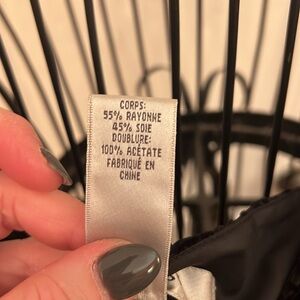 CORPS:
55% RAYONNE
45% SOIE
DOUBLURE:
100% ACÉTATE
FABRIQUÉ EN
CHINE